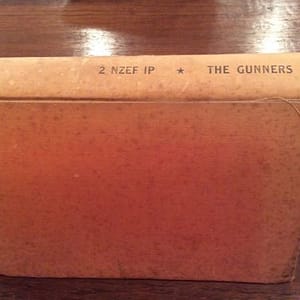 2 NZEF IP ★ THE GUNNERS